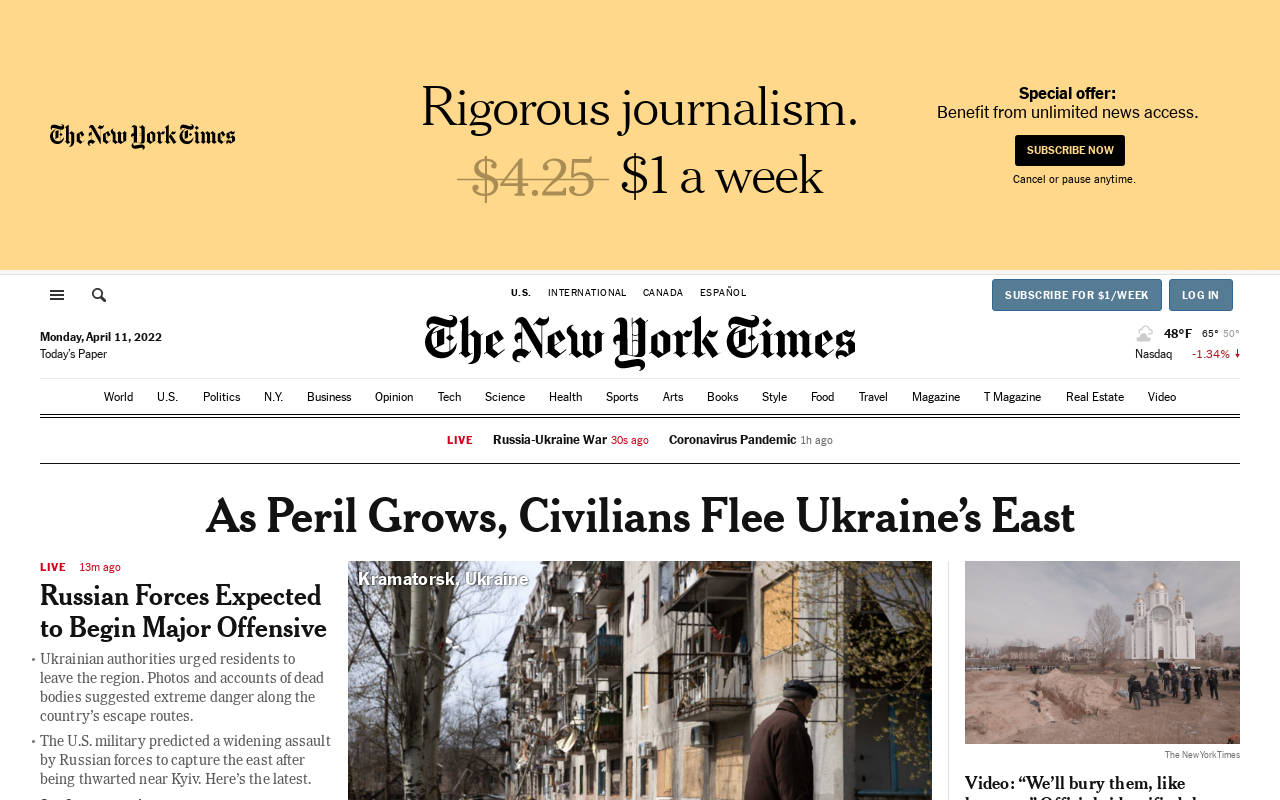 The New York Times
Rigorous journalism.
$4.25 $1 a week
Special offer:
Benefit from unlimited news access.
SUBSCRIBE NOW
Cancel or pause anytime.
U.S. INTERNATIONAL CANADA ESPAÑOL
SUBSCRIBE FOR $1/WEEK LOG IN
Monday, April 11, 2022
Today's Paper
The New York Times
48°F 65° 50°
Nasdaq -1.34%
World U.S. Politics N.Y. Business Opinion Tech Science Health Sports Arts Books Style Food Travel Magazine T Magazine Real Estate Video
LIVE Russia-Ukraine War 30s ago Coronavirus Pandemic 1h ago
As Peril Grows, Civilians Flee Ukraine’s East
LIVE 13m ago
Russian Forces Expected
to Begin Major Offensive
• Ukrainian authorities urged residents to
leave the region. Photos and accounts of dead
bodies suggested extreme danger along the
country’s escape routes.
• The U.S. military predicted a widening assault
by Russian forces to capture the east after
being thwarted near Kyiv. Here’s the latest.
Kramatorsk, Ukraine
The New York Times
Video: “We’ll bury them, like